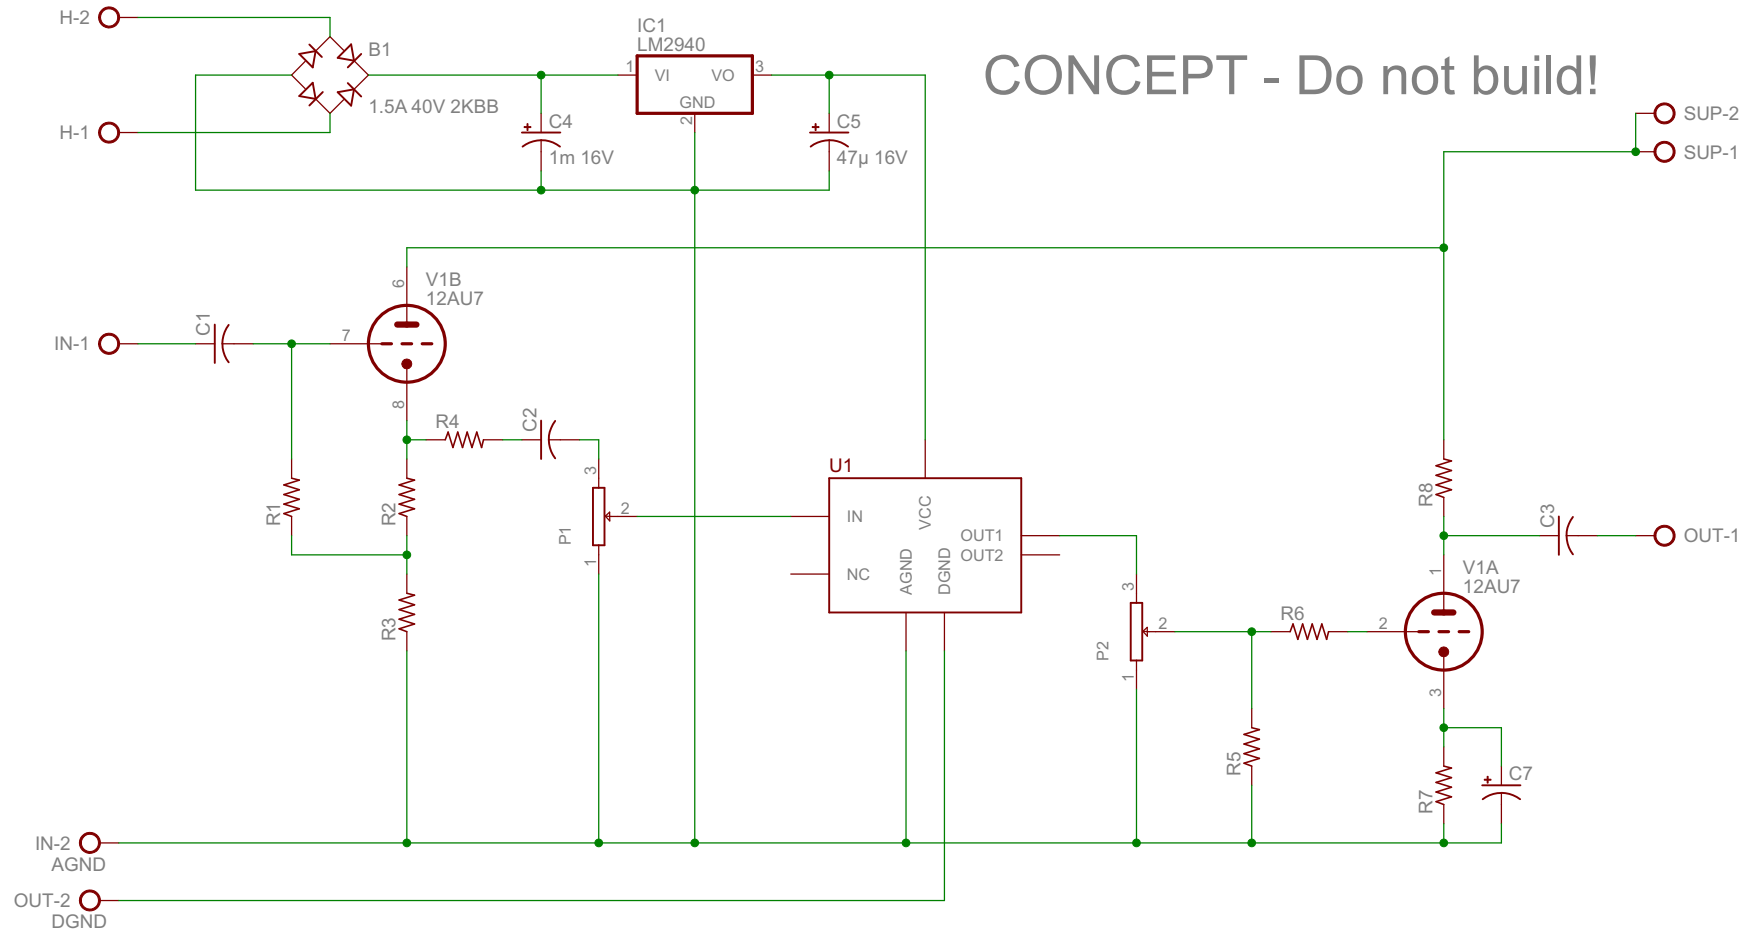 H-2
B1
1.5A 40V 2KBB
H-1
IC1
LM2940
1
VI
VO
3
GND
2
C4
1m 16V
C5
47µ 16V
CONCEPT - Do not build!
SUP-2
SUP-1
6
V1B
12AU7
IN-1
C1
7
8
R4
C2
R1
R2
R3
3
P1
2
1
U1
IN
VCC
OUT1
OUT2
NC
AGND
DGND
3
P2
2
1
R6
2
R5
R8
C3
OUT-1
1
V1A
12AU7
3
R7
C7
IN-2
AGND
OUT-2
DGND